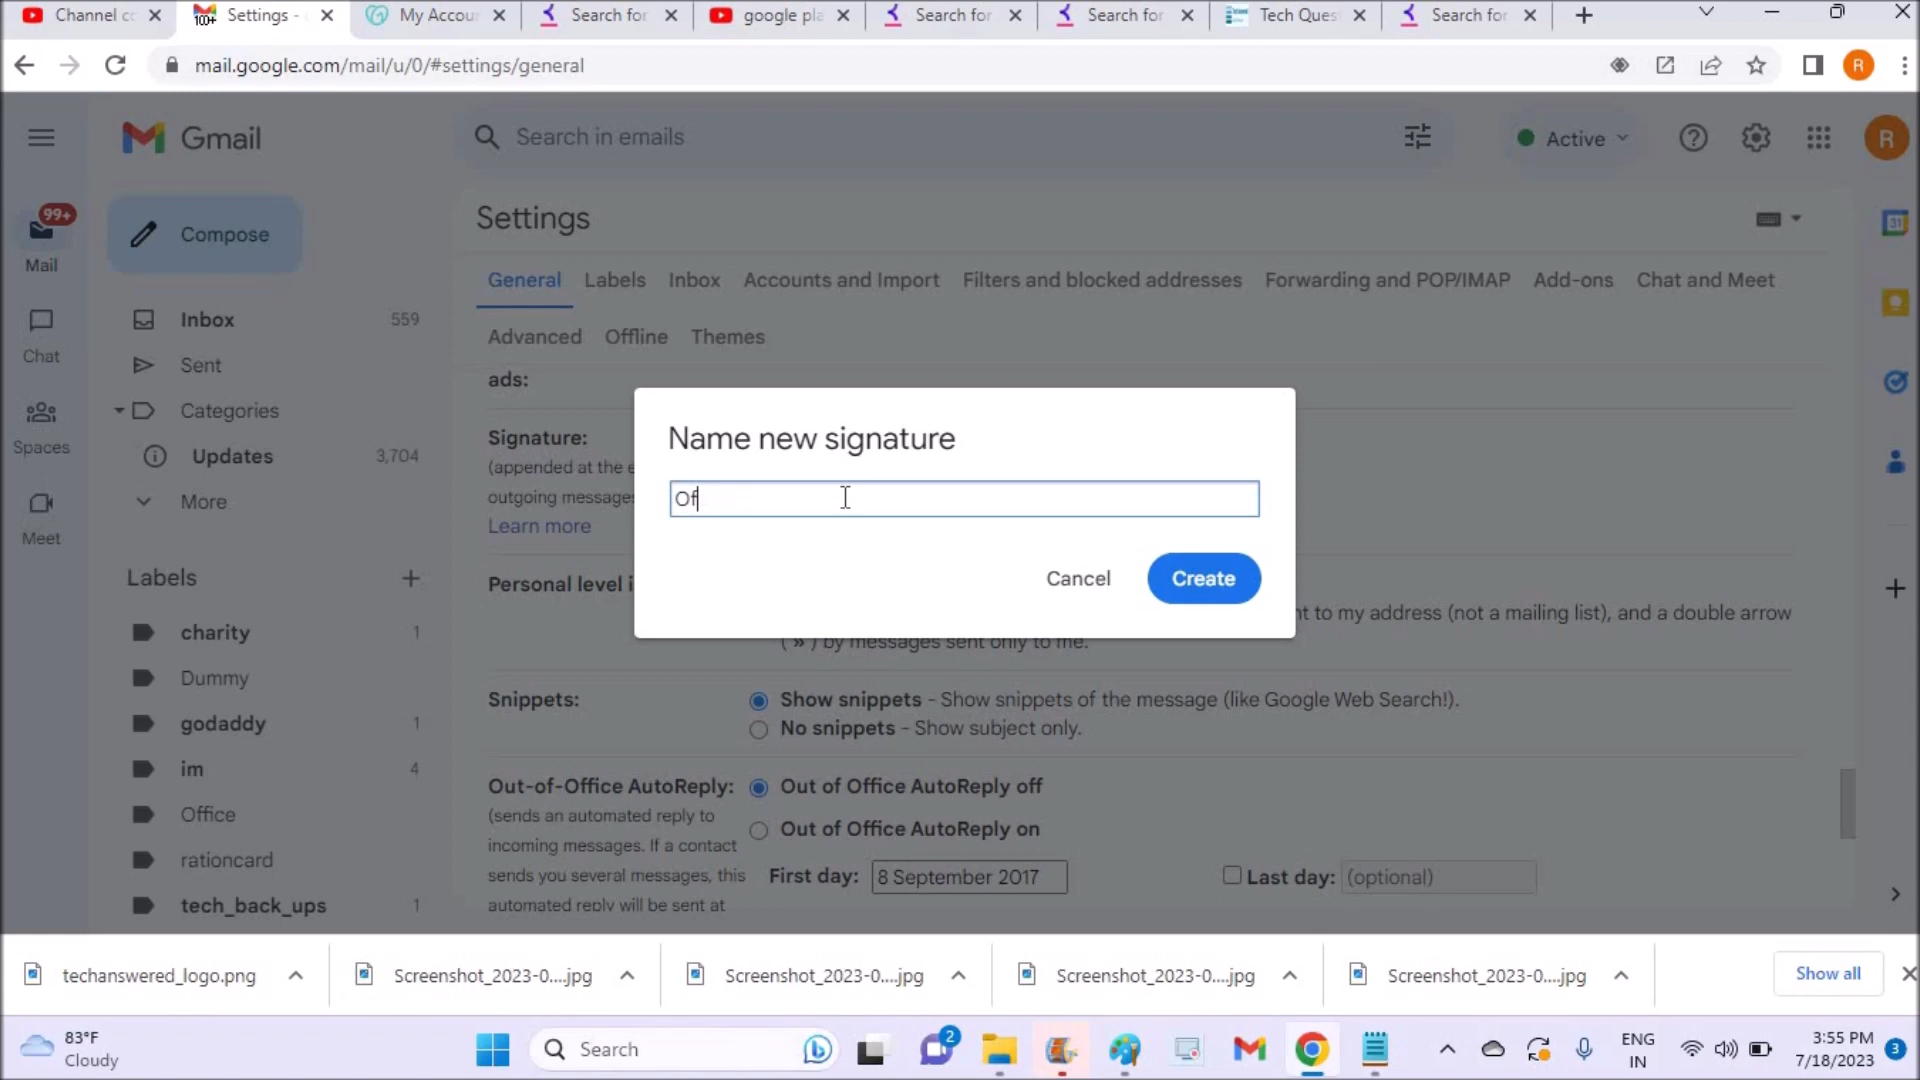 Channel co
Settings -
My Accou
Search for
google pla
Search for
Search for
Tech Ques
Search for
mail.google.com/mail/u/0/#settings/general
R
Gmail
Search in emails
Active
R
99+
Mail
Chat
Spaces
Meet
Compose
Inbox 559
Sent
Categories
Updates 3,704
More
Labels
charity 1
Dummy
godaddy 1
im 4
Office
rationcard
tech_back_ups 1
Settings
General Labels Inbox Accounts and Import Filters and blocked addresses Forwarding and POP/IMAP Add-ons Chat and Meet
Advanced Offline Themes
ads:
Signature:
(appended at the e
outgoing messages
Learn more
Name new signature
Of
Cancel Create
Personal level i
nt to my address (not a mailing list), and a double arrow
( » ) by messages sent only to me.
Snippets:
Show snippets - Show snippets of the message (like Google Web Search!).
No snippets - Show subject only.
Out-of-Office AutoReply:
(sends an automated reply to
incoming messages. If a contact
sends you several messages, this
automated reply will be sent at
Out of Office AutoReply off
Out of Office AutoReply on
First day: 8 September 2017 Last day: (optional)
31
techanswered_logo.png
Screenshot_2023-0....jpg
Screenshot_2023-0....jpg
Screenshot_2023-0....jpg
Screenshot_2023-0....jpg
Show all
83°F
Cloudy
Search
2
ENG
IN
3:55 PM
7/18/2023
3